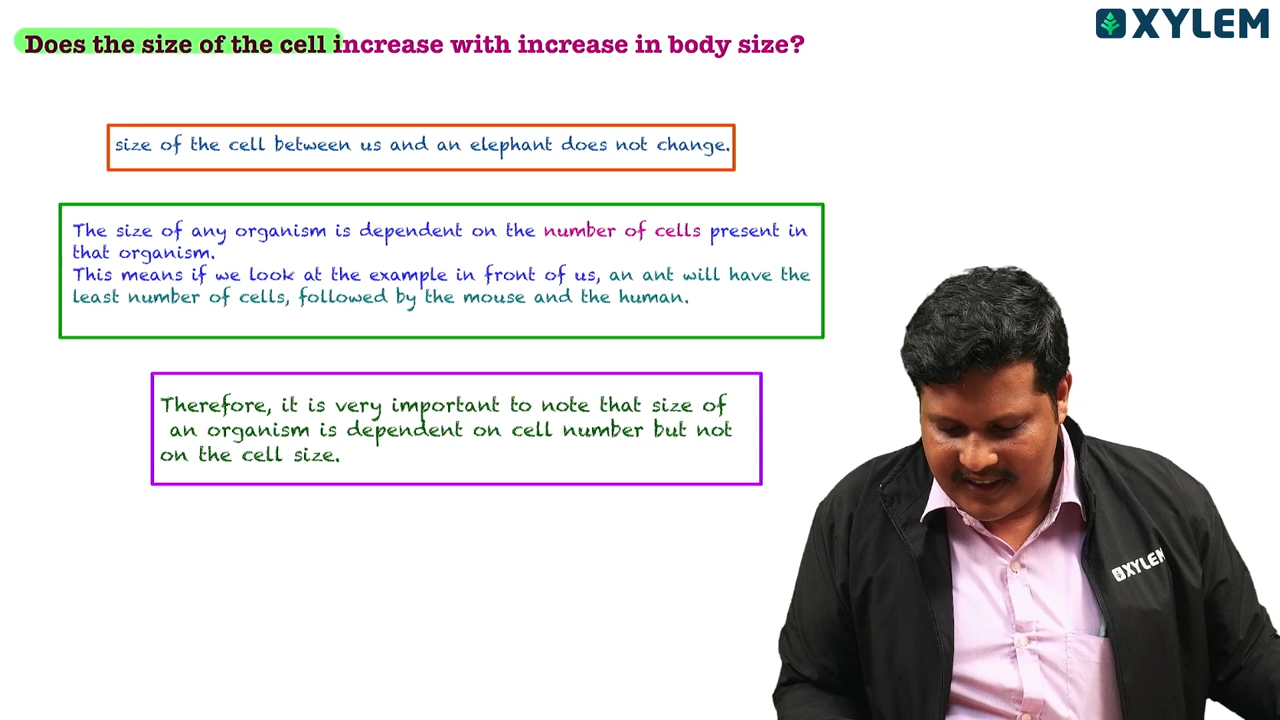 XYLEM
Does the size of the cell increase with increase in body size?
size of the cell between us and an elephant does not change.
The size of any organism is dependent on the number of cells present in
that organism.
This means if we look at the example in front of us, an ant will have the
least number of cells, followed by the mouse and the human.
Therefore, it is very important to note that size of
an organism is dependent on cell number but not
on the cell size.
XYLEM